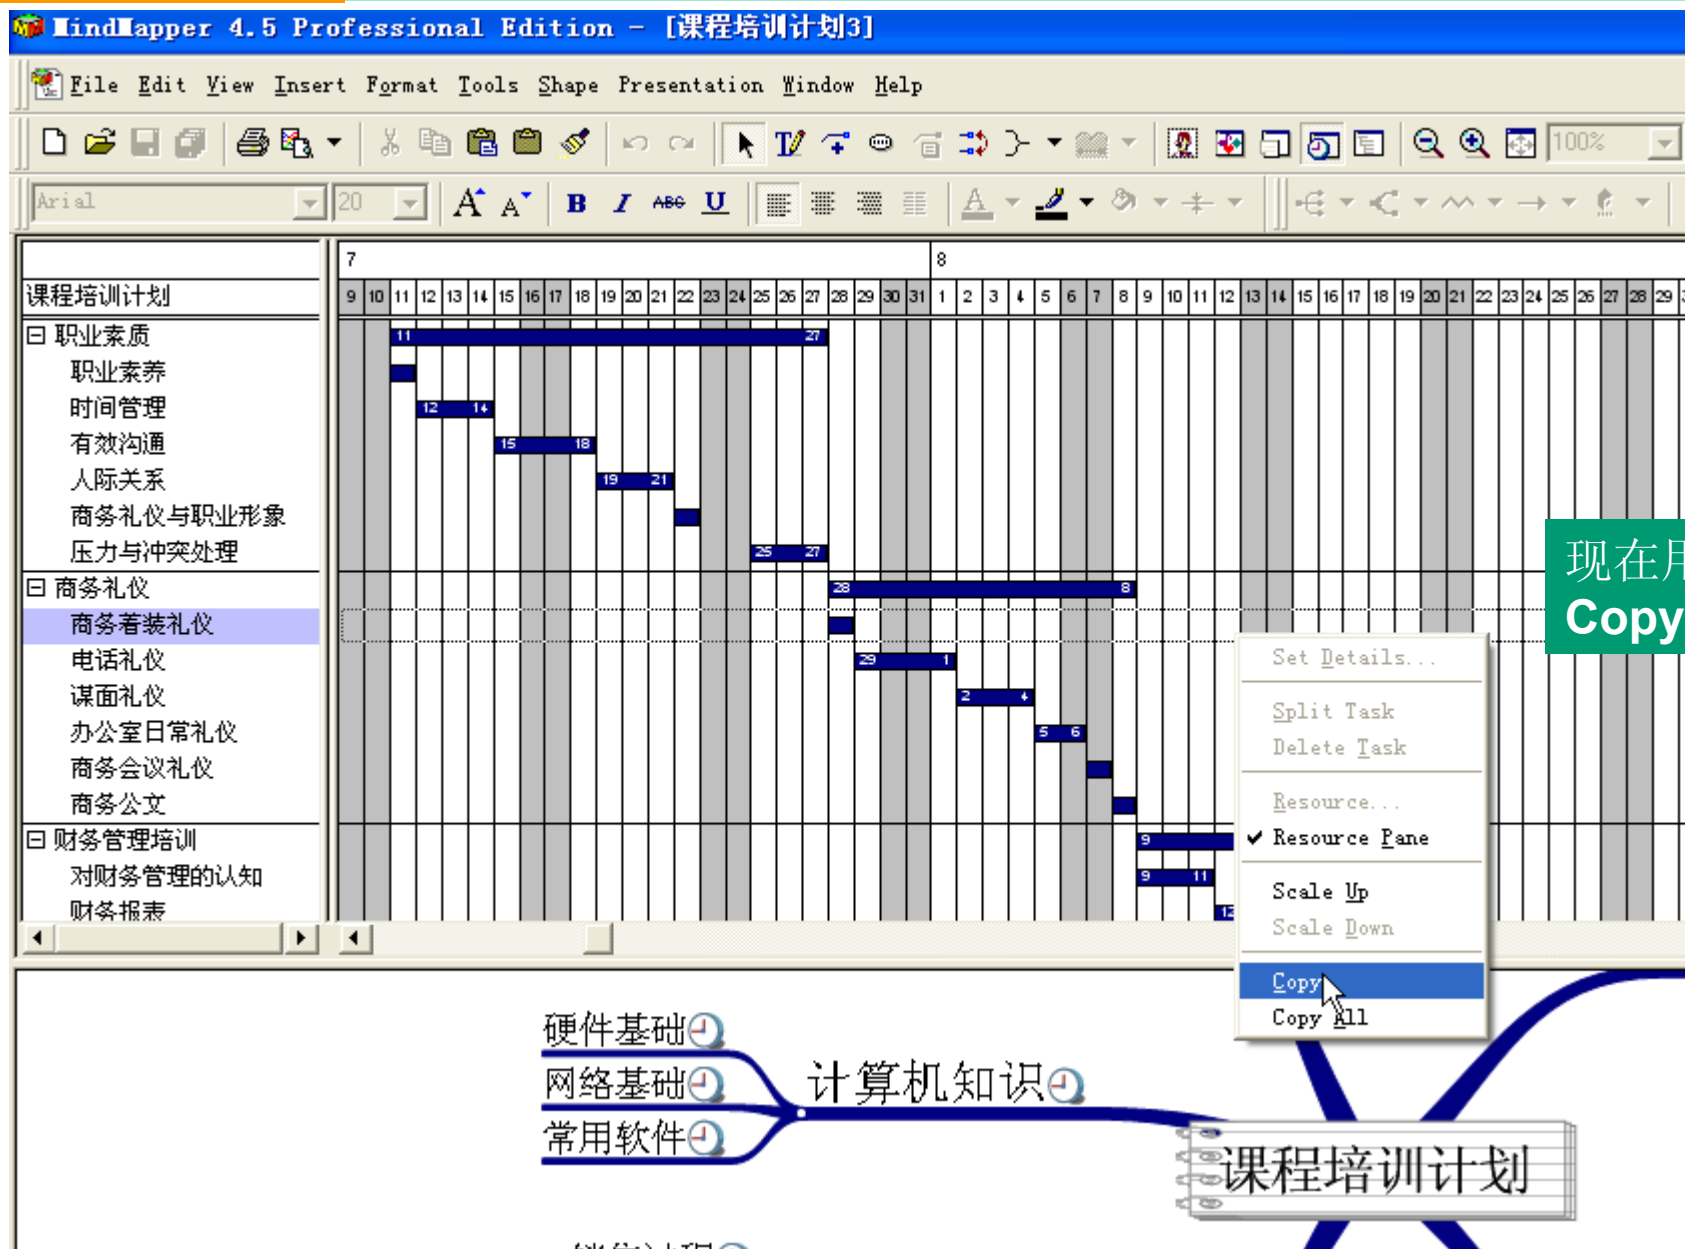 MindMapper 4.5 Professional Edition - [课程培训计划3]
File Edit View Insert Format Tools Shape Presentation Window Help
100%
Arial 20
7 8
课程培训计划 9 10 11 12 13 14 15 16 17 18 19 20 21 22 23 24 25 26 27 28 29 30 31 1 2 3 4 5 6 7 8 9 10 11 12 13 14 15 16 17 18 19 20 21 22 23 24 25 26 27 28 29
职业素质 11 27
职业素养
时间管理 12 14
有效沟通 15 18
人际关系 19 21
商务礼仪与职业形象
压力与冲突处理 25 27
商务礼仪 28 8
商务着装礼仪
电话礼仪 29 1
谋面礼仪 2 4
办公室日常礼仪 5 6
商务会议礼仪
商务公文
财务管理培训 9
对财务管理的认知 9 11
财务报表 12
现在用
Copy
Set Details...
Split Task
Delete Task
Resource...
Resource Pane
Scale Up
Scale Down
Copy
Copy All
硬件基础
网络基础
常用软件
计算机知识
课程培训计划